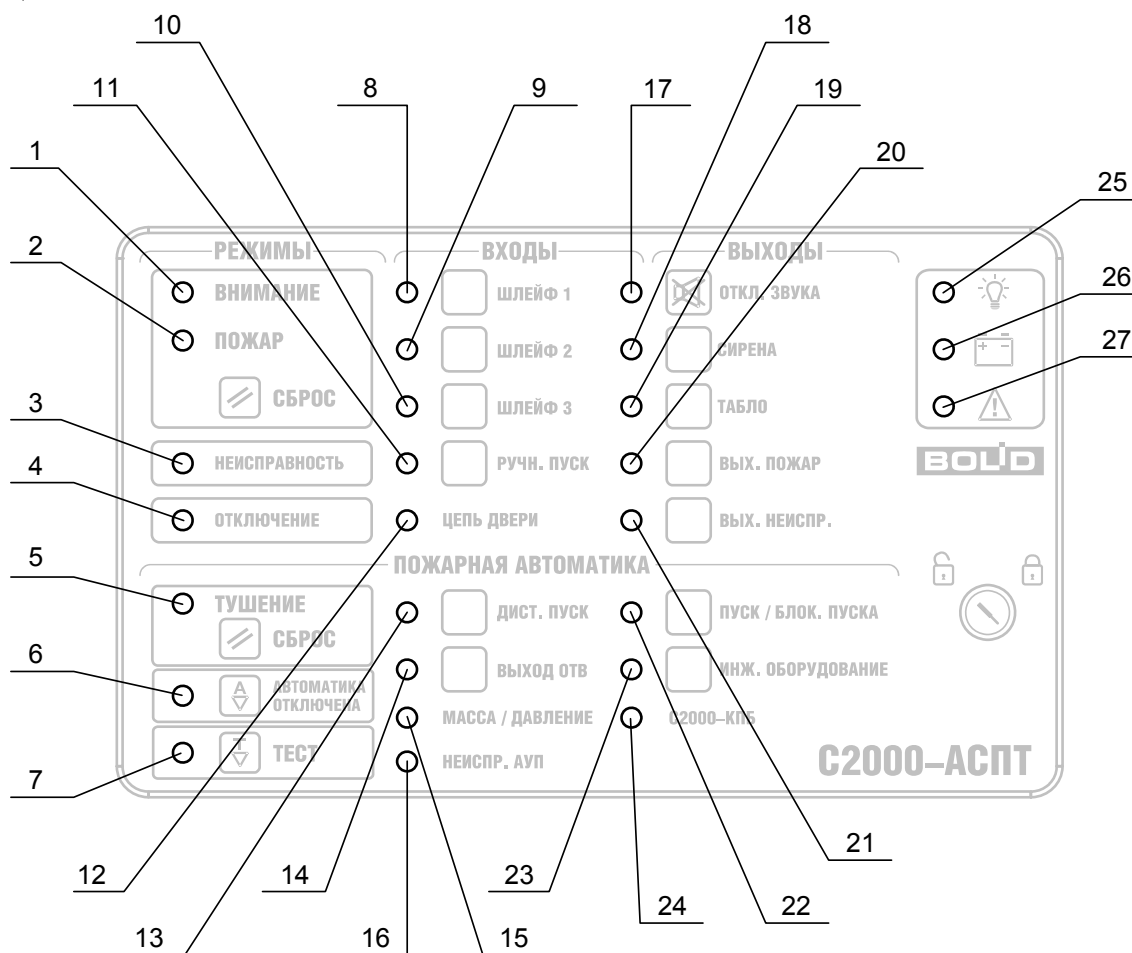 10
18
11
8
9
17
19
1
20
25
2
26
27
3
4
5
6
7
РЕЖИМЫ
ВХОДЫ
ВЫХОДЫ
ВНИМАНИЕ
ШЛЕЙФ 1
ОТКЛ. ЗВУКА
ПОЖАР
ШЛЕЙФ 2
СИРЕНА
+ -
СБРОС
ШЛЕЙФ 3
ТАБЛО
НЕИСПРАВНОСТЬ
РУЧН. ПУСК
ВЫХ. ПОЖАР
BOLID
ОТКЛЮЧЕНИЕ
ЦЕПЬ ДВЕРИ
ВЫХ. НЕИСПР.
ПОЖАРНАЯ АВТОМАТИКА
ТУШЕНИЕ
ДИСТ. ПУСК
ПУСК / БЛОК. ПУСКА
СБРОС
А
АВТОМАТИКА
ОТКЛЮЧЕНА
ВЫХОД ОТВ
ИНЖ. ОБОРУДОВАНИЕ
МАССА / ДАВЛЕНИЕ
С2000–КПБ
Т
ТЕСТ
НЕИСПР. АУП
С2000–АСПТ
12
14
23
21
24
22
13
16
15